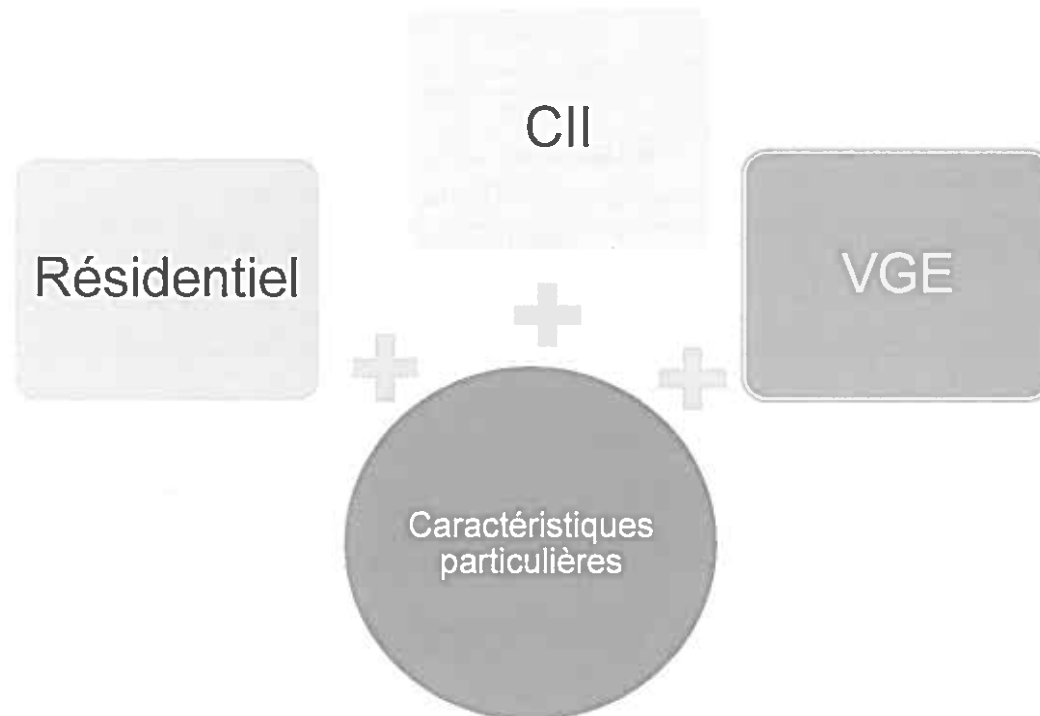 CII
Résidentiel
VGE
Caractéristiques
particulières